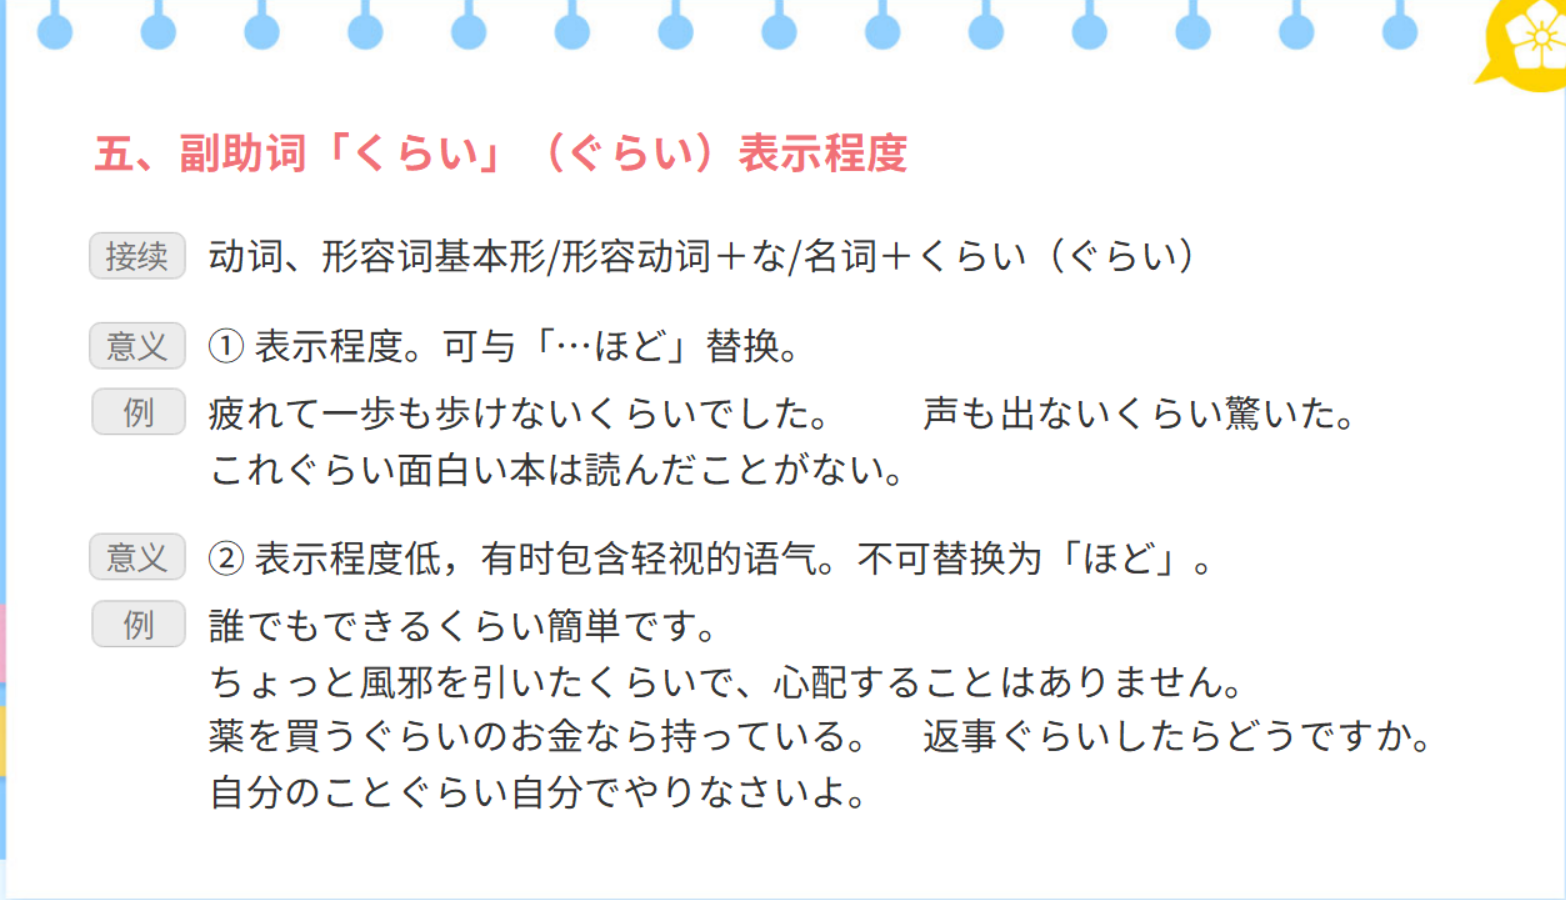 五、副助词「くらい」（ぐらい）表示程度
接续 动词、形容词基本形/形容动词＋な/名词＋くらい（ぐらい）
意义 ① 表示程度。可与「…ほど」替换。
例 疲れて一歩も歩けないくらいでした。 声も出ないくらい驚いた。
これぐらい面白い本は読んだことがない。
意义 ② 表示程度低，有时包含轻视的语气。不可替换为「ほど」。
例 誰でもできるくらい簡単です。
ちょっと風邪を引いたくらいで、心配することはありません。
薬を買うぐらいのお金なら持っている。 返事ぐらいしたらどうですか。
自分のことぐらい自分でやりなさいよ。